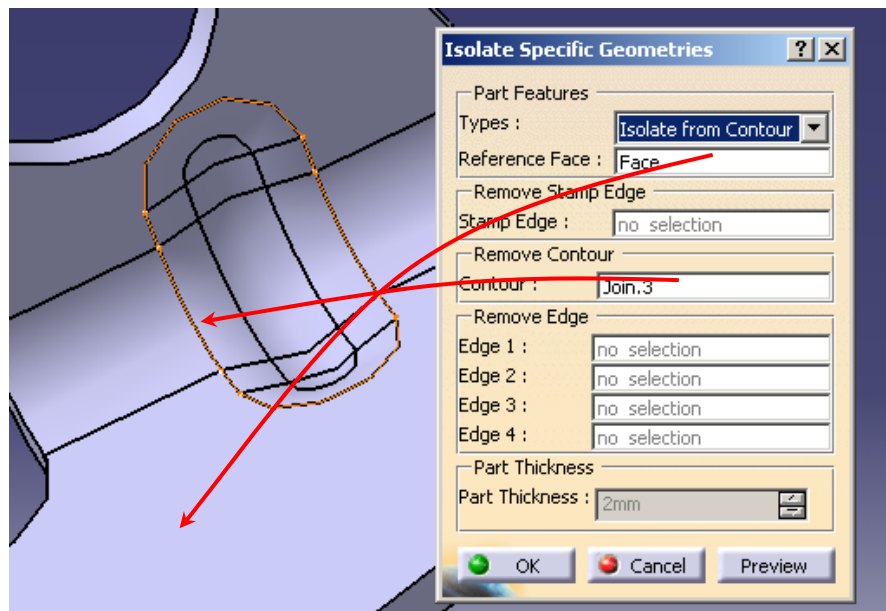 Isolate Specific Geometries
Part Features
Types : Isolate from Contour
Reference Face : Face
Remove Stamp Edge
Stamp Edge : no selection
Remove Contour
Contour : Join.3
Remove Edge
Edge 1 : no selection
Edge 2 : no selection
Edge 3 : no selection
Edge 4 : no selection
Part Thickness
Part Thickness : 2mm
OK Cancel Preview